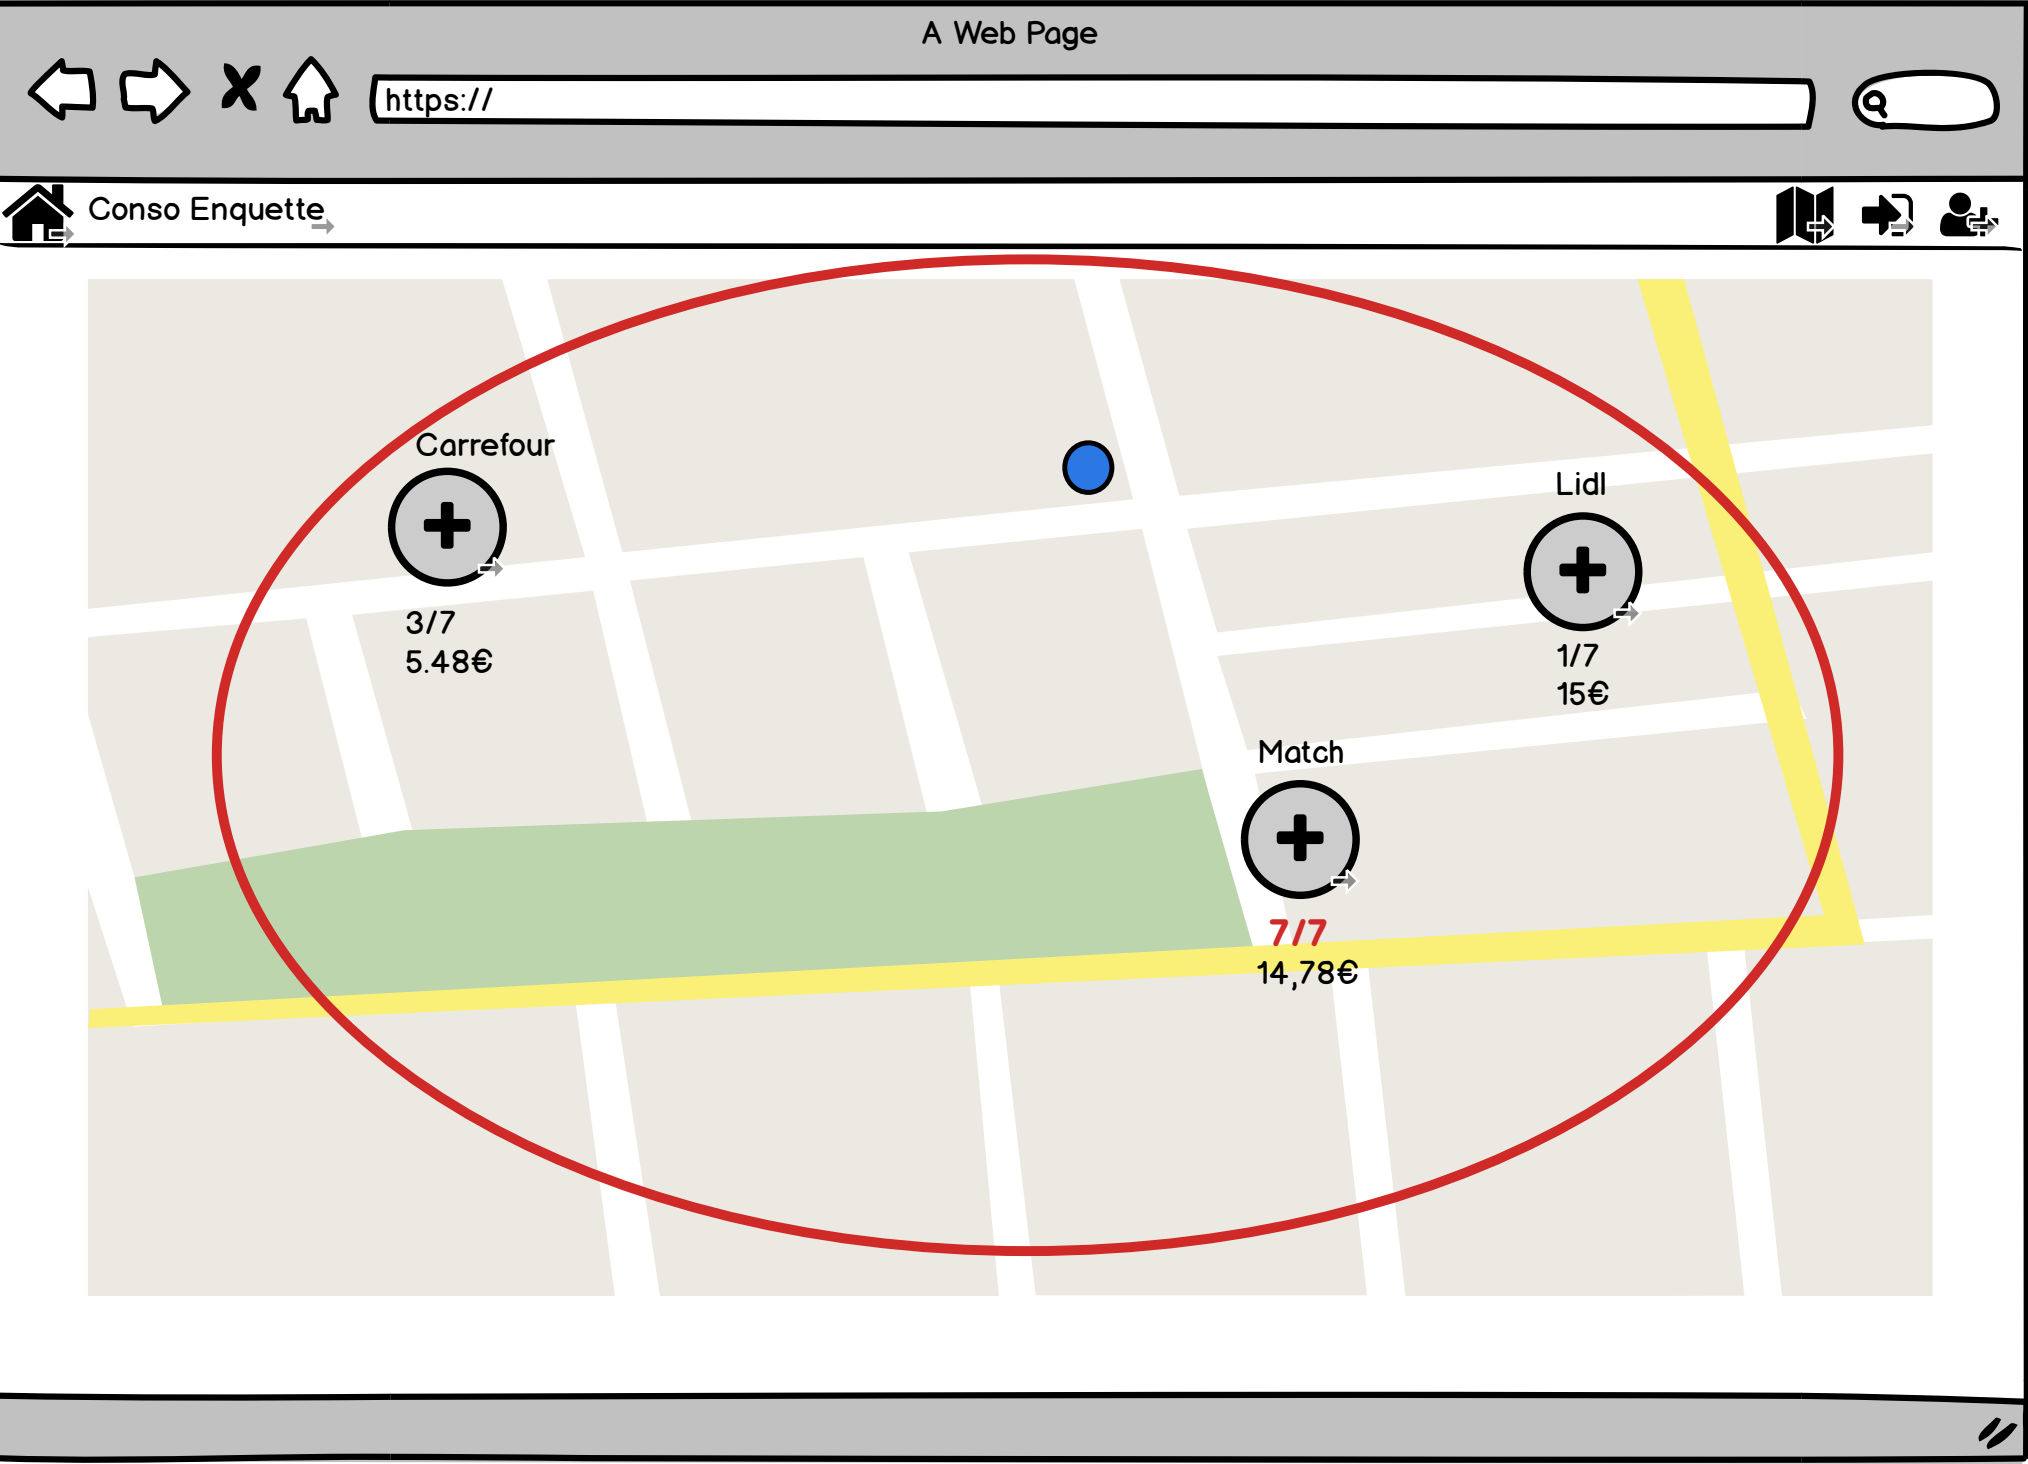 A Web Page
https://
Conso Enquette
Carrefour
3/7
5.48€
Lidl
1/7
15€
Match
7/7
14,78€